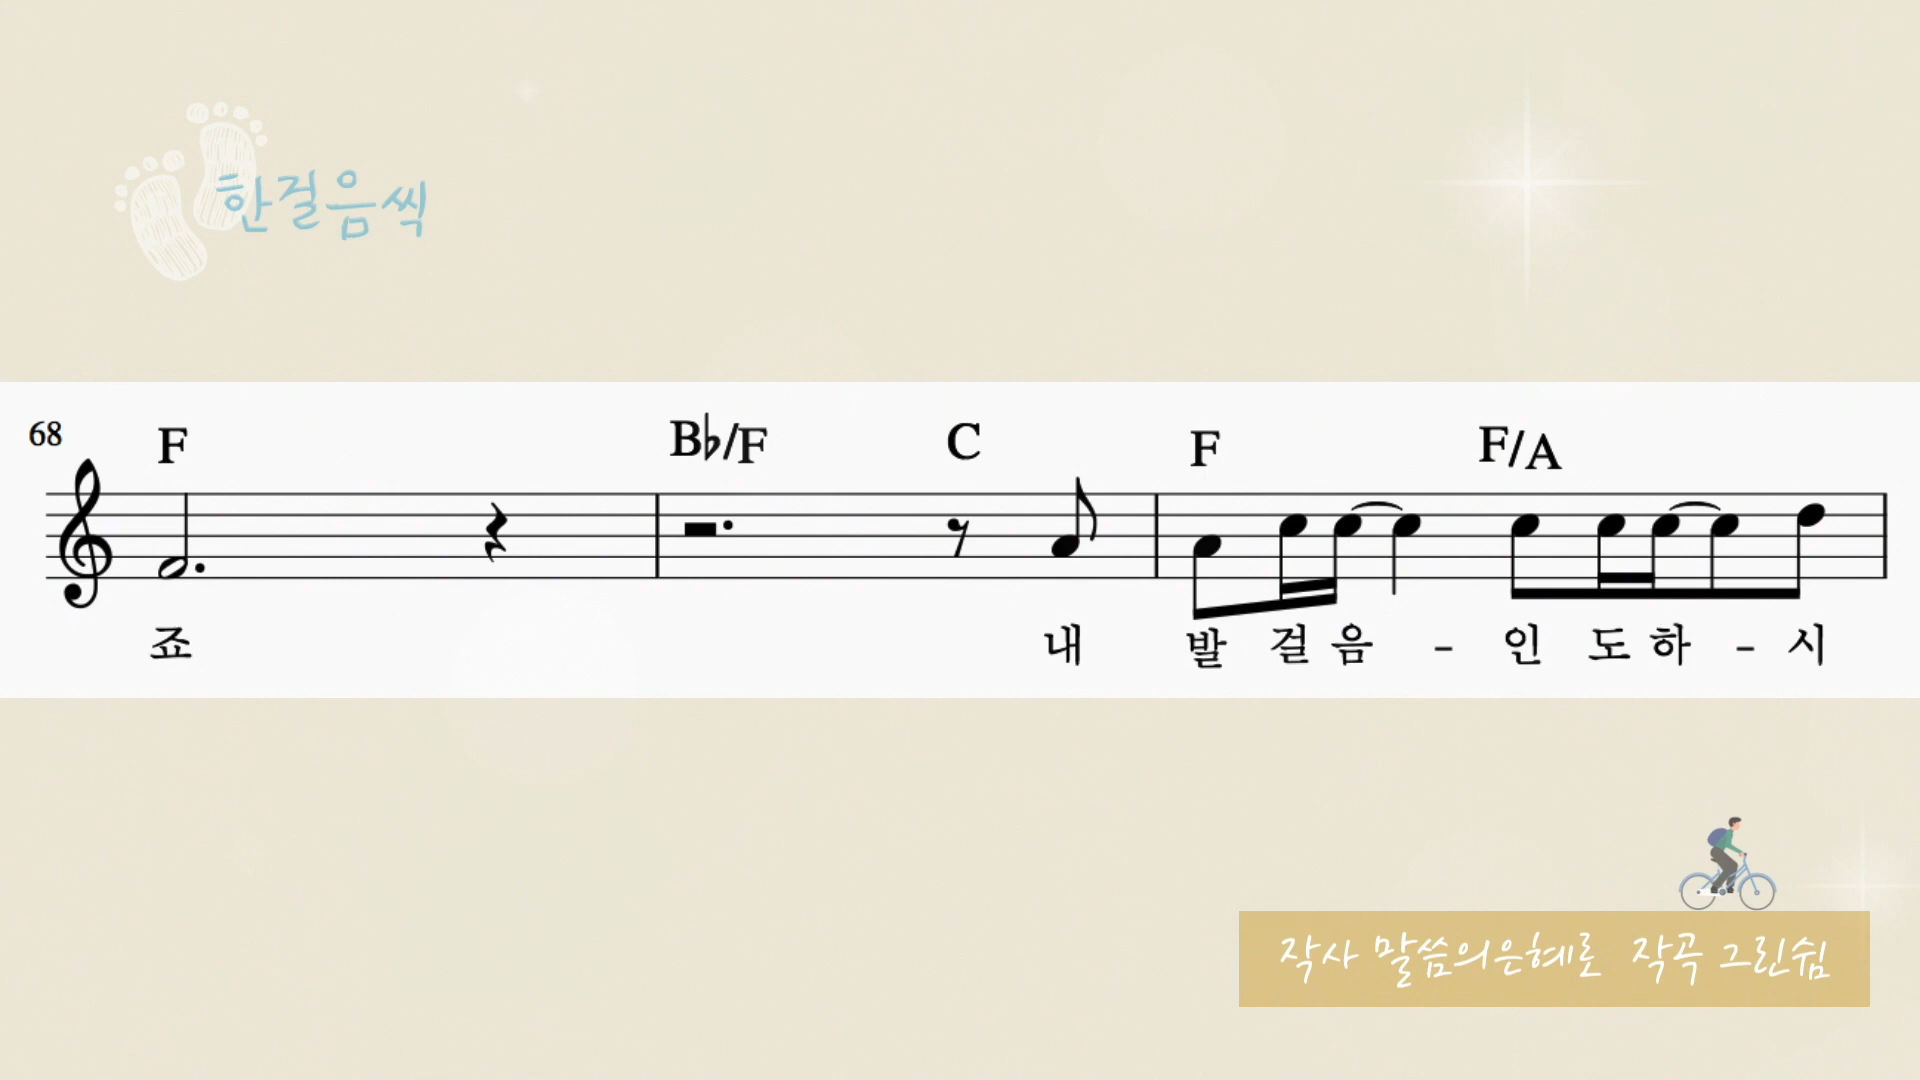 한걸음씩
68 F B♭/F C F F/A
죠 내 발 걸 음 - 인 도 하 - 시
작사 말씀의은혜로 작곡 그린쉼